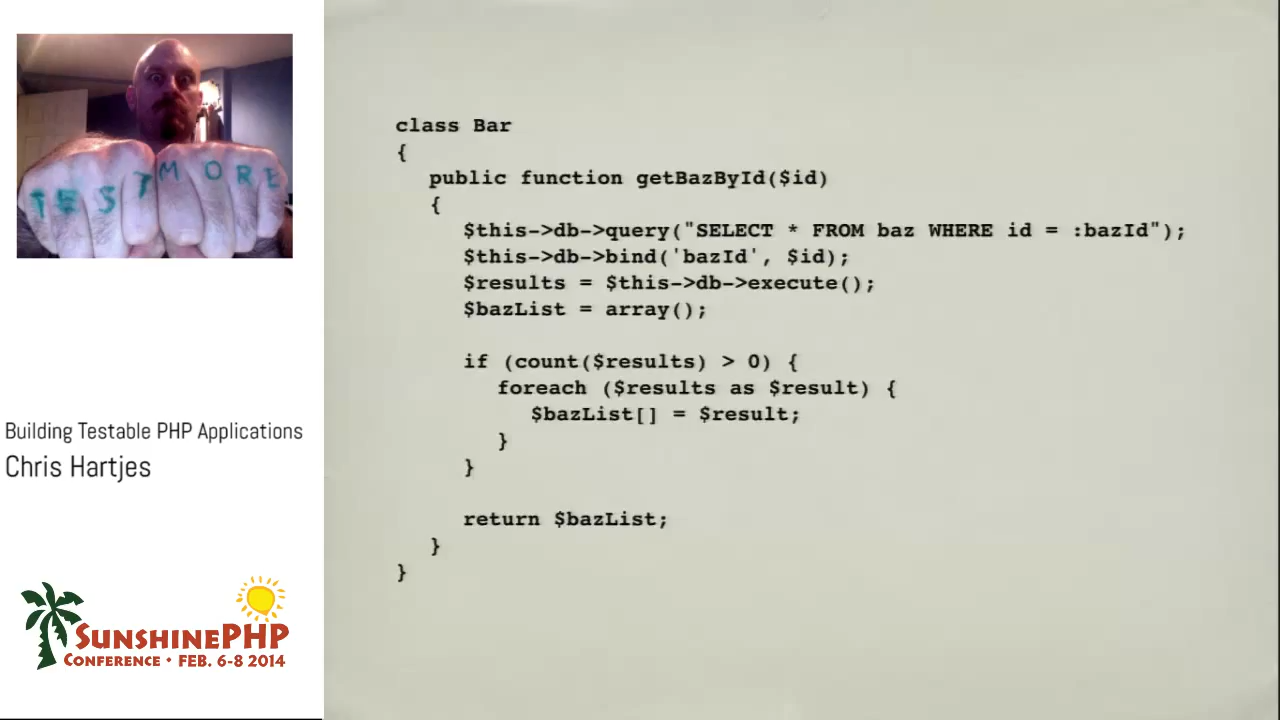 TEST MORE
Building Testable PHP Applications
Chris Hartjes
SUNSHINEPHP
CONFERENCE • FEB. 6-8 2014
class Bar
{
public function getBazById($id)
{
$this->db->query("SELECT * FROM baz WHERE id = :bazId");
$this->db->bind('bazId', $id);
$results = $this->db->execute();
$bazList = array();
if (count($results) > 0) {
foreach ($results as $result) {
$bazList[] = $result;
}
}
return $bazList;
}
}